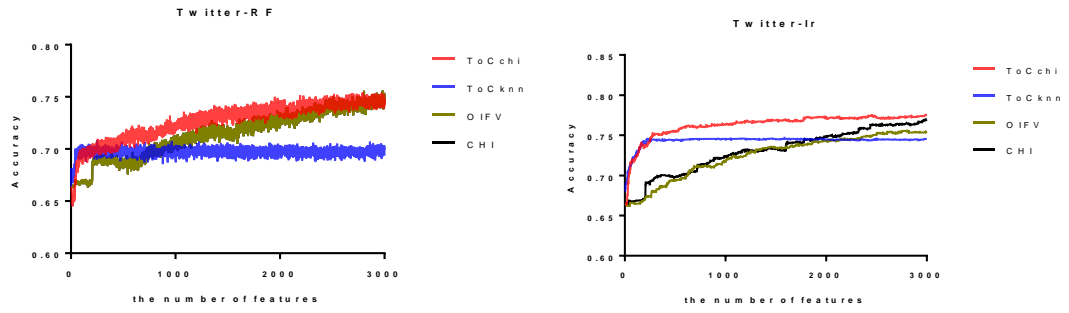 Twitter-RF
0.80
0.75
0.70
0.65
0.60
Accuracy
0 1000 2000 3000
the number of features
ToCchi
ToCknn
OIFV
CHI
Twitter-lr
0.85
0.80
0.75
0.70
0.65
0.60
Accuracy
0 1000 2000 3000
the number of features
ToCchi
ToCknn
OIFV
CHI